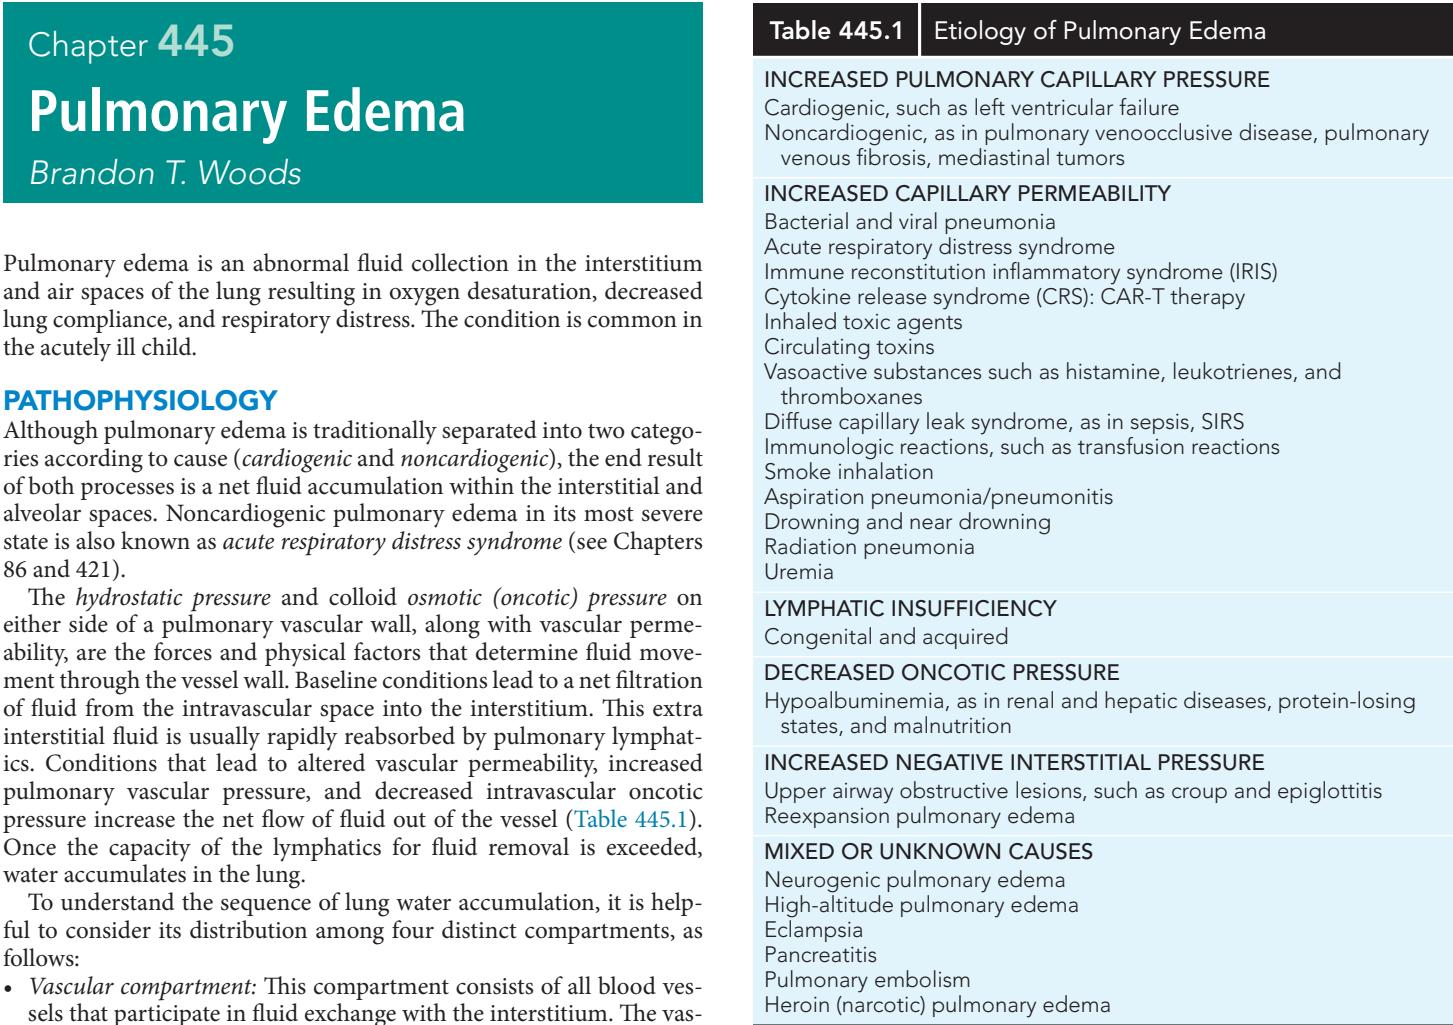 Chapter 445
Pulmonary Edema
Brandon T. Woods
Pulmonary edema is an abnormal fluid collection in the interstitium
and air spaces of the lung resulting in oxygen desaturation, decreased
lung compliance, and respiratory distress. The condition is common in
the acutely ill child.
PATHOPHYSIOLOGY
Although pulmonary edema is traditionally separated into two catego-
ries according to cause (cardiogenic and noncardiogenic), the end result
of both processes is a net fluid accumulation within the interstitial and
alveolar spaces. Noncardiogenic pulmonary edema in its most severe
state is also known as acute respiratory distress syndrome (see Chapters
86 and 421).
The hydrostatic pressure and colloid osmotic (oncotic) pressure on
either side of a pulmonary vascular wall, along with vascular perme-
ability, are the forces and physical factors that determine fluid move-
ment through the vessel wall. Baseline conditions lead to a net filtration
of fluid from the intravascular space into the interstitium. This extra
interstitial fluid is usually rapidly reabsorbed by pulmonary lymphat-
ics. Conditions that lead to altered vascular permeability, increased
pulmonary vascular pressure, and decreased intravascular oncotic
pressure increase the net flow of fluid out of the vessel (Table 445.1).
Once the capacity of the lymphatics for fluid removal is exceeded,
water accumulates in the lung.
To understand the sequence of lung water accumulation, it is help-
ful to consider its distribution among four distinct compartments, as
follows:
• Vascular compartment: This compartment consists of all blood ves-
sels that participate in fluid exchange with the interstitium. The vas-
Table 445.1 Etiology of Pulmonary Edema
INCREASED PULMONARY CAPILLARY PRESSURE
Cardiogenic, such as left ventricular failure
Noncardiogenic, as in pulmonary venoocclusive disease, pulmonary
venous fibrosis, mediastinal tumors
INCREASED CAPILLARY PERMEABILITY
Bacterial and viral pneumonia
Acute respiratory distress syndrome
Immune reconstitution inflammatory syndrome (IRIS)
Cytokine release syndrome (CRS): CAR-T therapy
Inhaled toxic agents
Circulating toxins
Vasoactive substances such as histamine, leukotrienes, and
thromboxanes
Diffuse capillary leak syndrome, as in sepsis, SIRS
Immunologic reactions, such as transfusion reactions
Smoke inhalation
Aspiration pneumonia/pneumonitis
Drowning and near drowning
Radiation pneumonia
Uremia
LYMPHATIC INSUFFICIENCY
Congenital and acquired
DECREASED ONCOTIC PRESSURE
Hypoalbuminemia, as in renal and hepatic diseases, protein-losing
states, and malnutrition
INCREASED NEGATIVE INTERSTITIAL PRESSURE
Upper airway obstructive lesions, such as croup and epiglottitis
Reexpansion pulmonary edema
MIXED OR UNKNOWN CAUSES
Neurogenic pulmonary edema
High-altitude pulmonary edema
Eclampsia
Pancreatitis
Pulmonary embolism
Heroin (narcotic) pulmonary edema